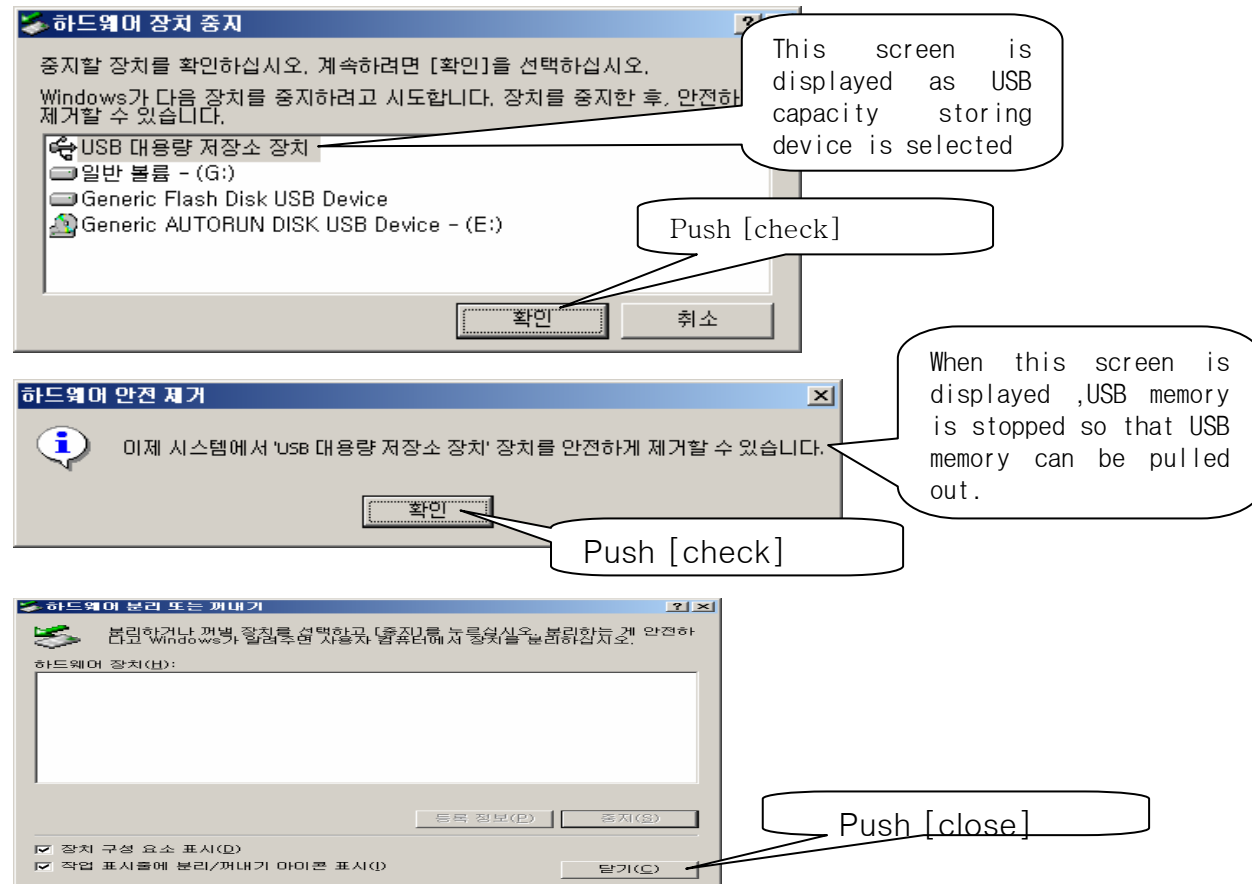 하드웨어 장치 중지
중지할 장치를 확인하십시오. 계속하려면 [확인]을 선택하십시오.
Windows가 다음 장치를 중지하려고 시도합니다. 장치를 중지한 후, 안전하
제거할 수 있습니다.
USB 대용량 저장소 장치
일반 볼륨 - (G:)
Generic Flash Disk USB Device
Generic AUTORUN DISK USB Device - (E:)
확인
취소
This screen is
displayed as USB
capacity storing
device is selected
Push [check]
하드웨어 안전 제거
이제 시스템에서 'USB 대용량 저장소 장치' 장치를 안전하게 제거할 수 있습니다.
확인
When this screen is
displayed ,USB memory
is stopped so that USB
memory can be pulled
out.
Push [check]
하드웨어 분리 또는 꺼내기
분리하거나 꺼낼 장치를 선택하고 [중지]를 누르십시오. 분리하는 게 안전하
다고 Windows가 알려주면 사용자 컴퓨터에서 장치를 분리하십시오.
하드웨어 장치(H):
등록 정보(P)
중지(S)
장치 구성 요소 표시(D)
작업 표시줄에 분리/꺼내기 아이콘 표시(I)
닫기(C)
Push [close]